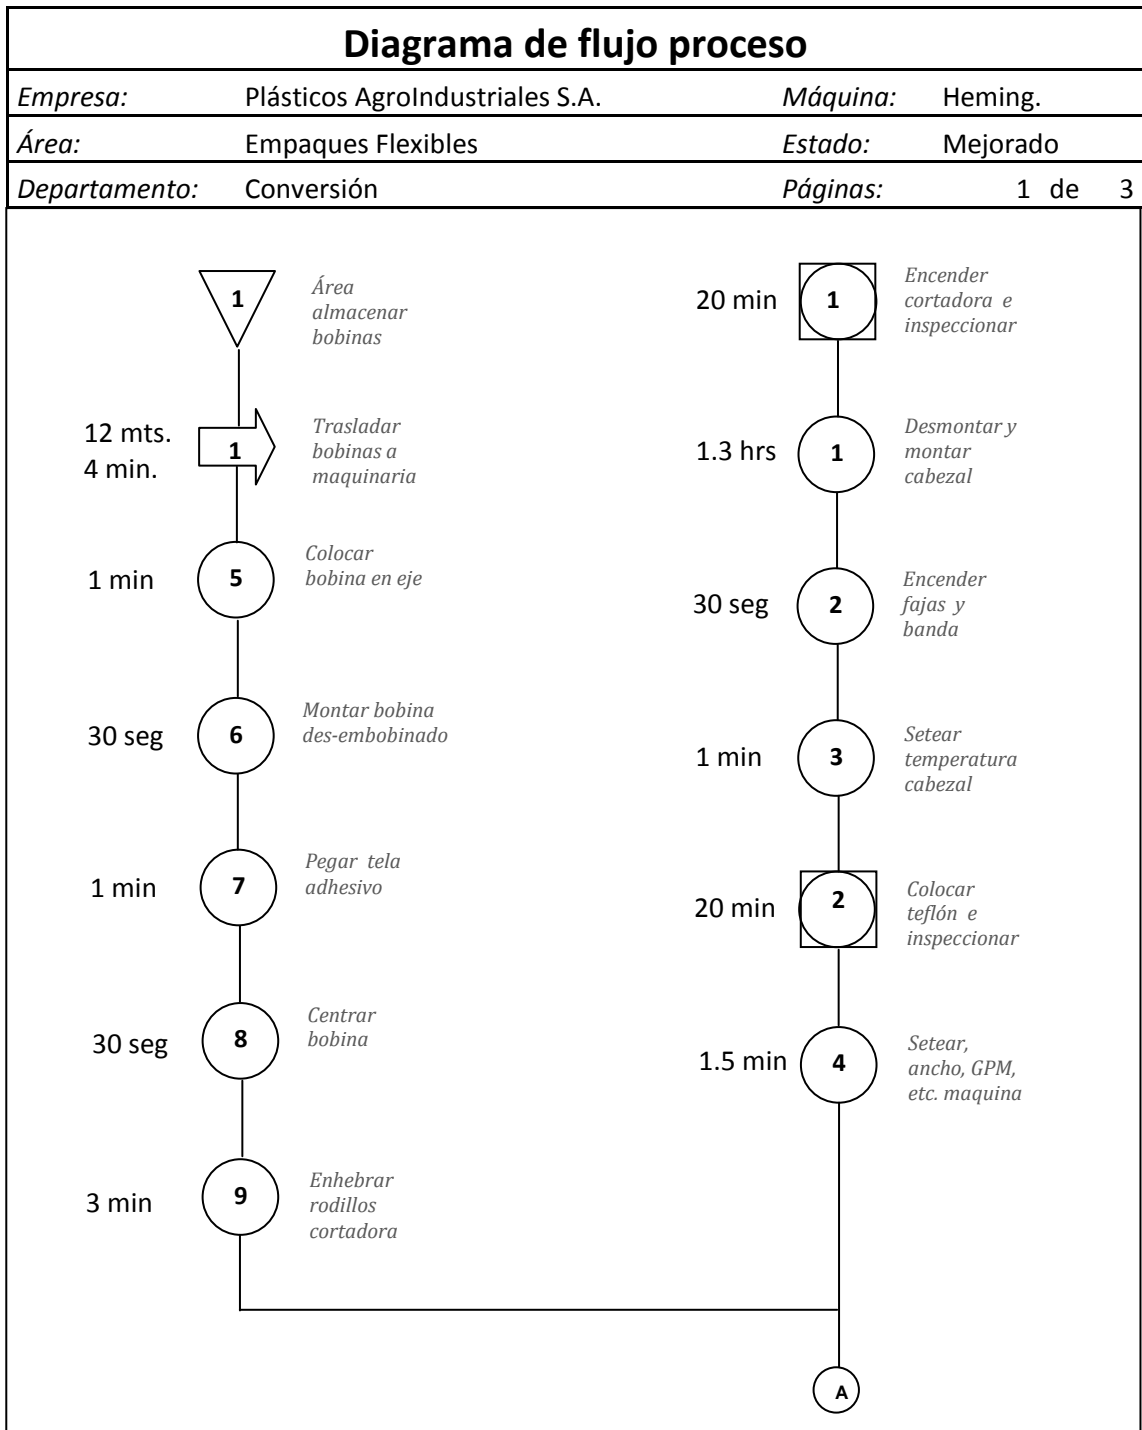 Diagrama de flujo proceso
Empresa: Plásticos AgroIndustriales S.A. Máquina: Heming.
Área: Empaques Flexibles Estado: Mejorado
Departamento: Conversión Páginas: 1 de 3
1
Área
almacenar
bobinas
12 mts.
4 min.
1
Trasladar
bobinas a
maquinaria
1 min
5
Colocar
bobina en eje
30 seg
6
Montar bobina
des-embobinado
1 min
7
Pegar tela
adhesivo
30 seg
8
Centrar
bobina
3 min
9
Enhebrar
rodillos
cortadora
20 min
1
Encender
cortadora e
inspeccionar
1.3 hrs
1
Desmontar y
montar
cabezal
30 seg
2
Encender
fajas y
banda
1 min
3
Setear
temperatura
cabezal
20 min
2
Colocar
teflón e
inspeccionar
1.5 min
4
Setear,
ancho, GPM,
etc. maquina
A